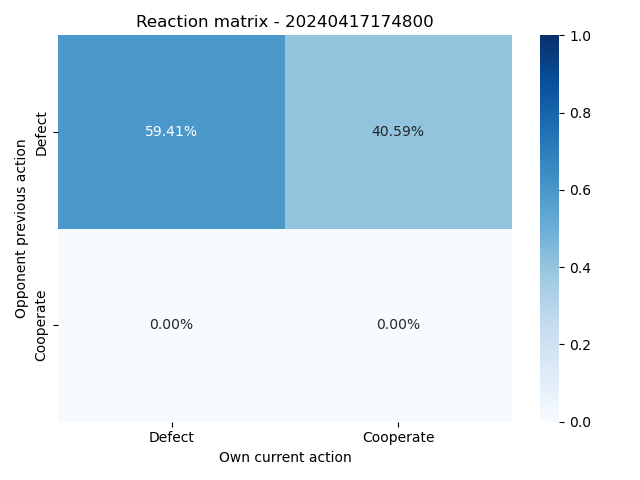 Reaction matrix - 20240417174800
Opponent previous action
Defect
Cooperate
59.41%
40.59%
0.00%
0.00%
Defect
Cooperate
Own current action
1.0
0.8
0.6
0.4
0.2
0.0